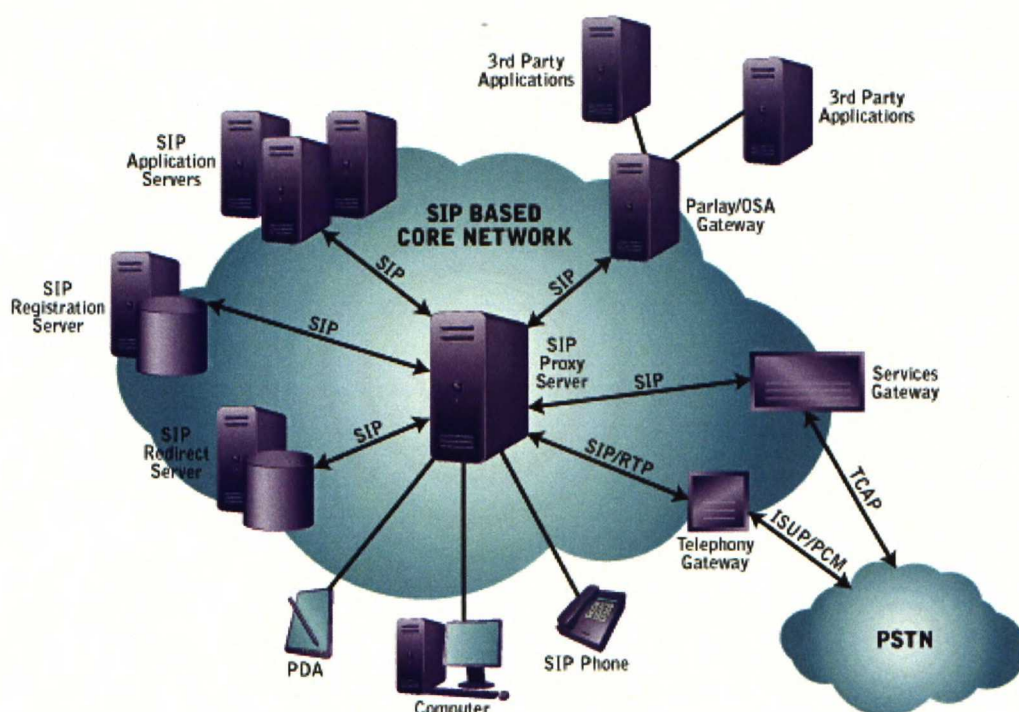 3rd Party
Applications
3rd Party
Applications
SIP
Application
Servers
Parlay/OSA
Gateway
SIP BASED
CORE NETWORK
SIP
SIP
SIP
Registration
Server
SIP
SIP
Proxy
Server
SIP
Services
Gateway
SIP
Redirect
Server
SIP
SIP/RTP
TCAP
ISUP/PCM
Telephony
Gateway
PDA
SIP Phone
Computer
PSTN